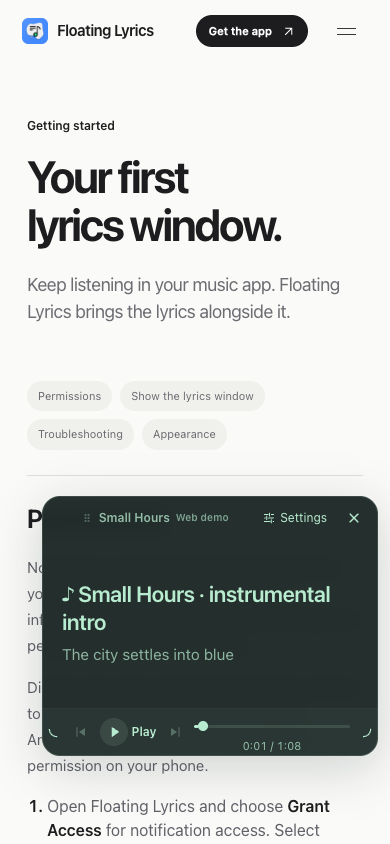 Floating Lyrics
Get the app
Getting started
Your first
lyrics window.
Keep listening in your music app. Floating
Lyrics brings the lyrics alongside it.
Permissions
Show the lyrics window
Troubleshooting
Appearance
Small Hours Web demo
Settings
♪ Small Hours · instrumental
intro
The city settles into blue
Play
0:01 / 1:08
permission on your phone.
1. Open Floating Lyrics and choose Grant
Access for notification access. Select